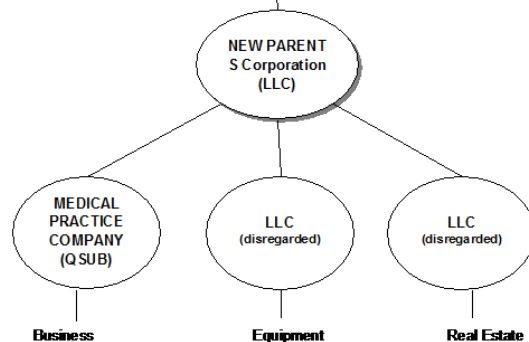 NEW PARENT
S Corporation
(LLC)
MEDICAL
PRACTICE
COMPANY
(QSUB)
LLC
(disregarded)
LLC
(disregarded)
Business
Equipment
Real Estate